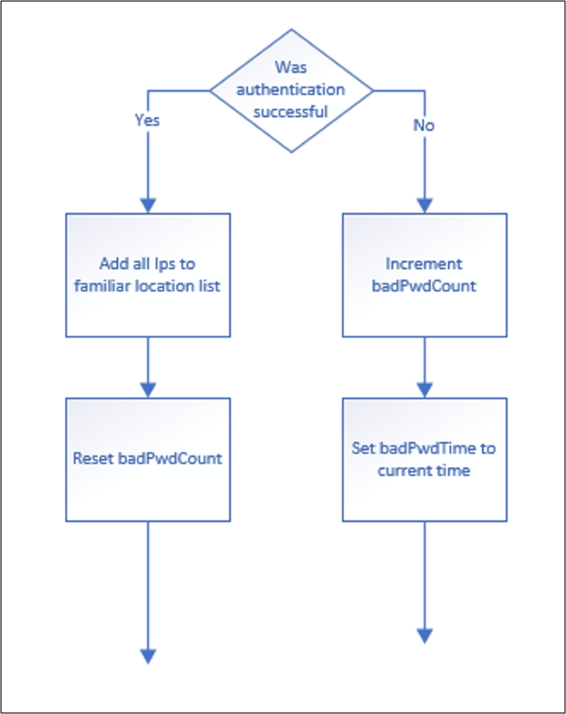 Was
authentication
successful
Yes
No
Add all Ips to
familiar location list
Increment
badPwdCount
Reset badPwdCount
Set badPwdTime to
current time